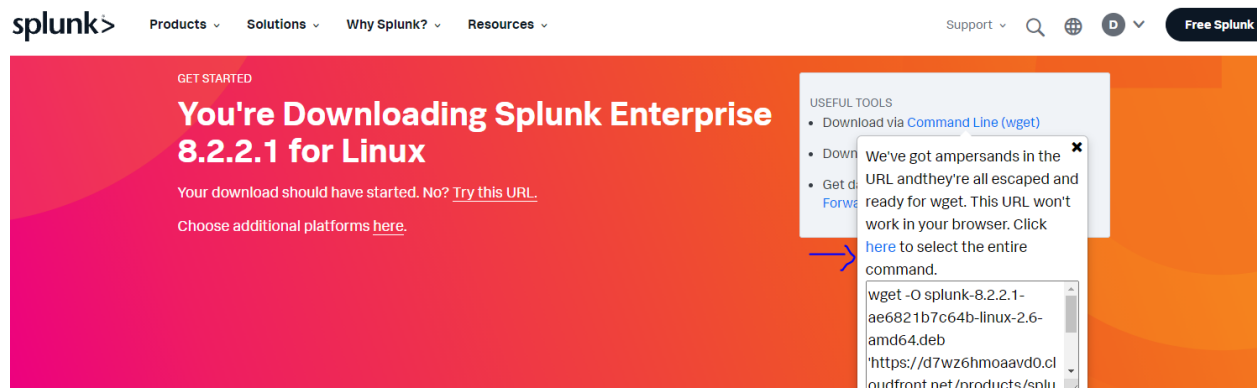 splunk>
Products
Solutions
Why Splunk?
Resources
Support
D
Free Splunk
GET STARTED
You're Downloading Splunk Enterprise
8.2.2.1 for Linux
Your download should have started. No? Try this URL.
Choose additional platforms here.
USEFUL TOOLS
Download via Command Line (wget)
Down
Get da
Forwa
We've got ampersands in the
URL andthey're all escaped and
ready for wget. This URL won't
work in your browser. Click
here to select the entire
command.
wget -O splunk-8.2.2.1-
ae6821b7c64b-linux-2.6-
amd64.deb
'https://d7wz6hmoaavd0.cl
oudfront.net/products/splu